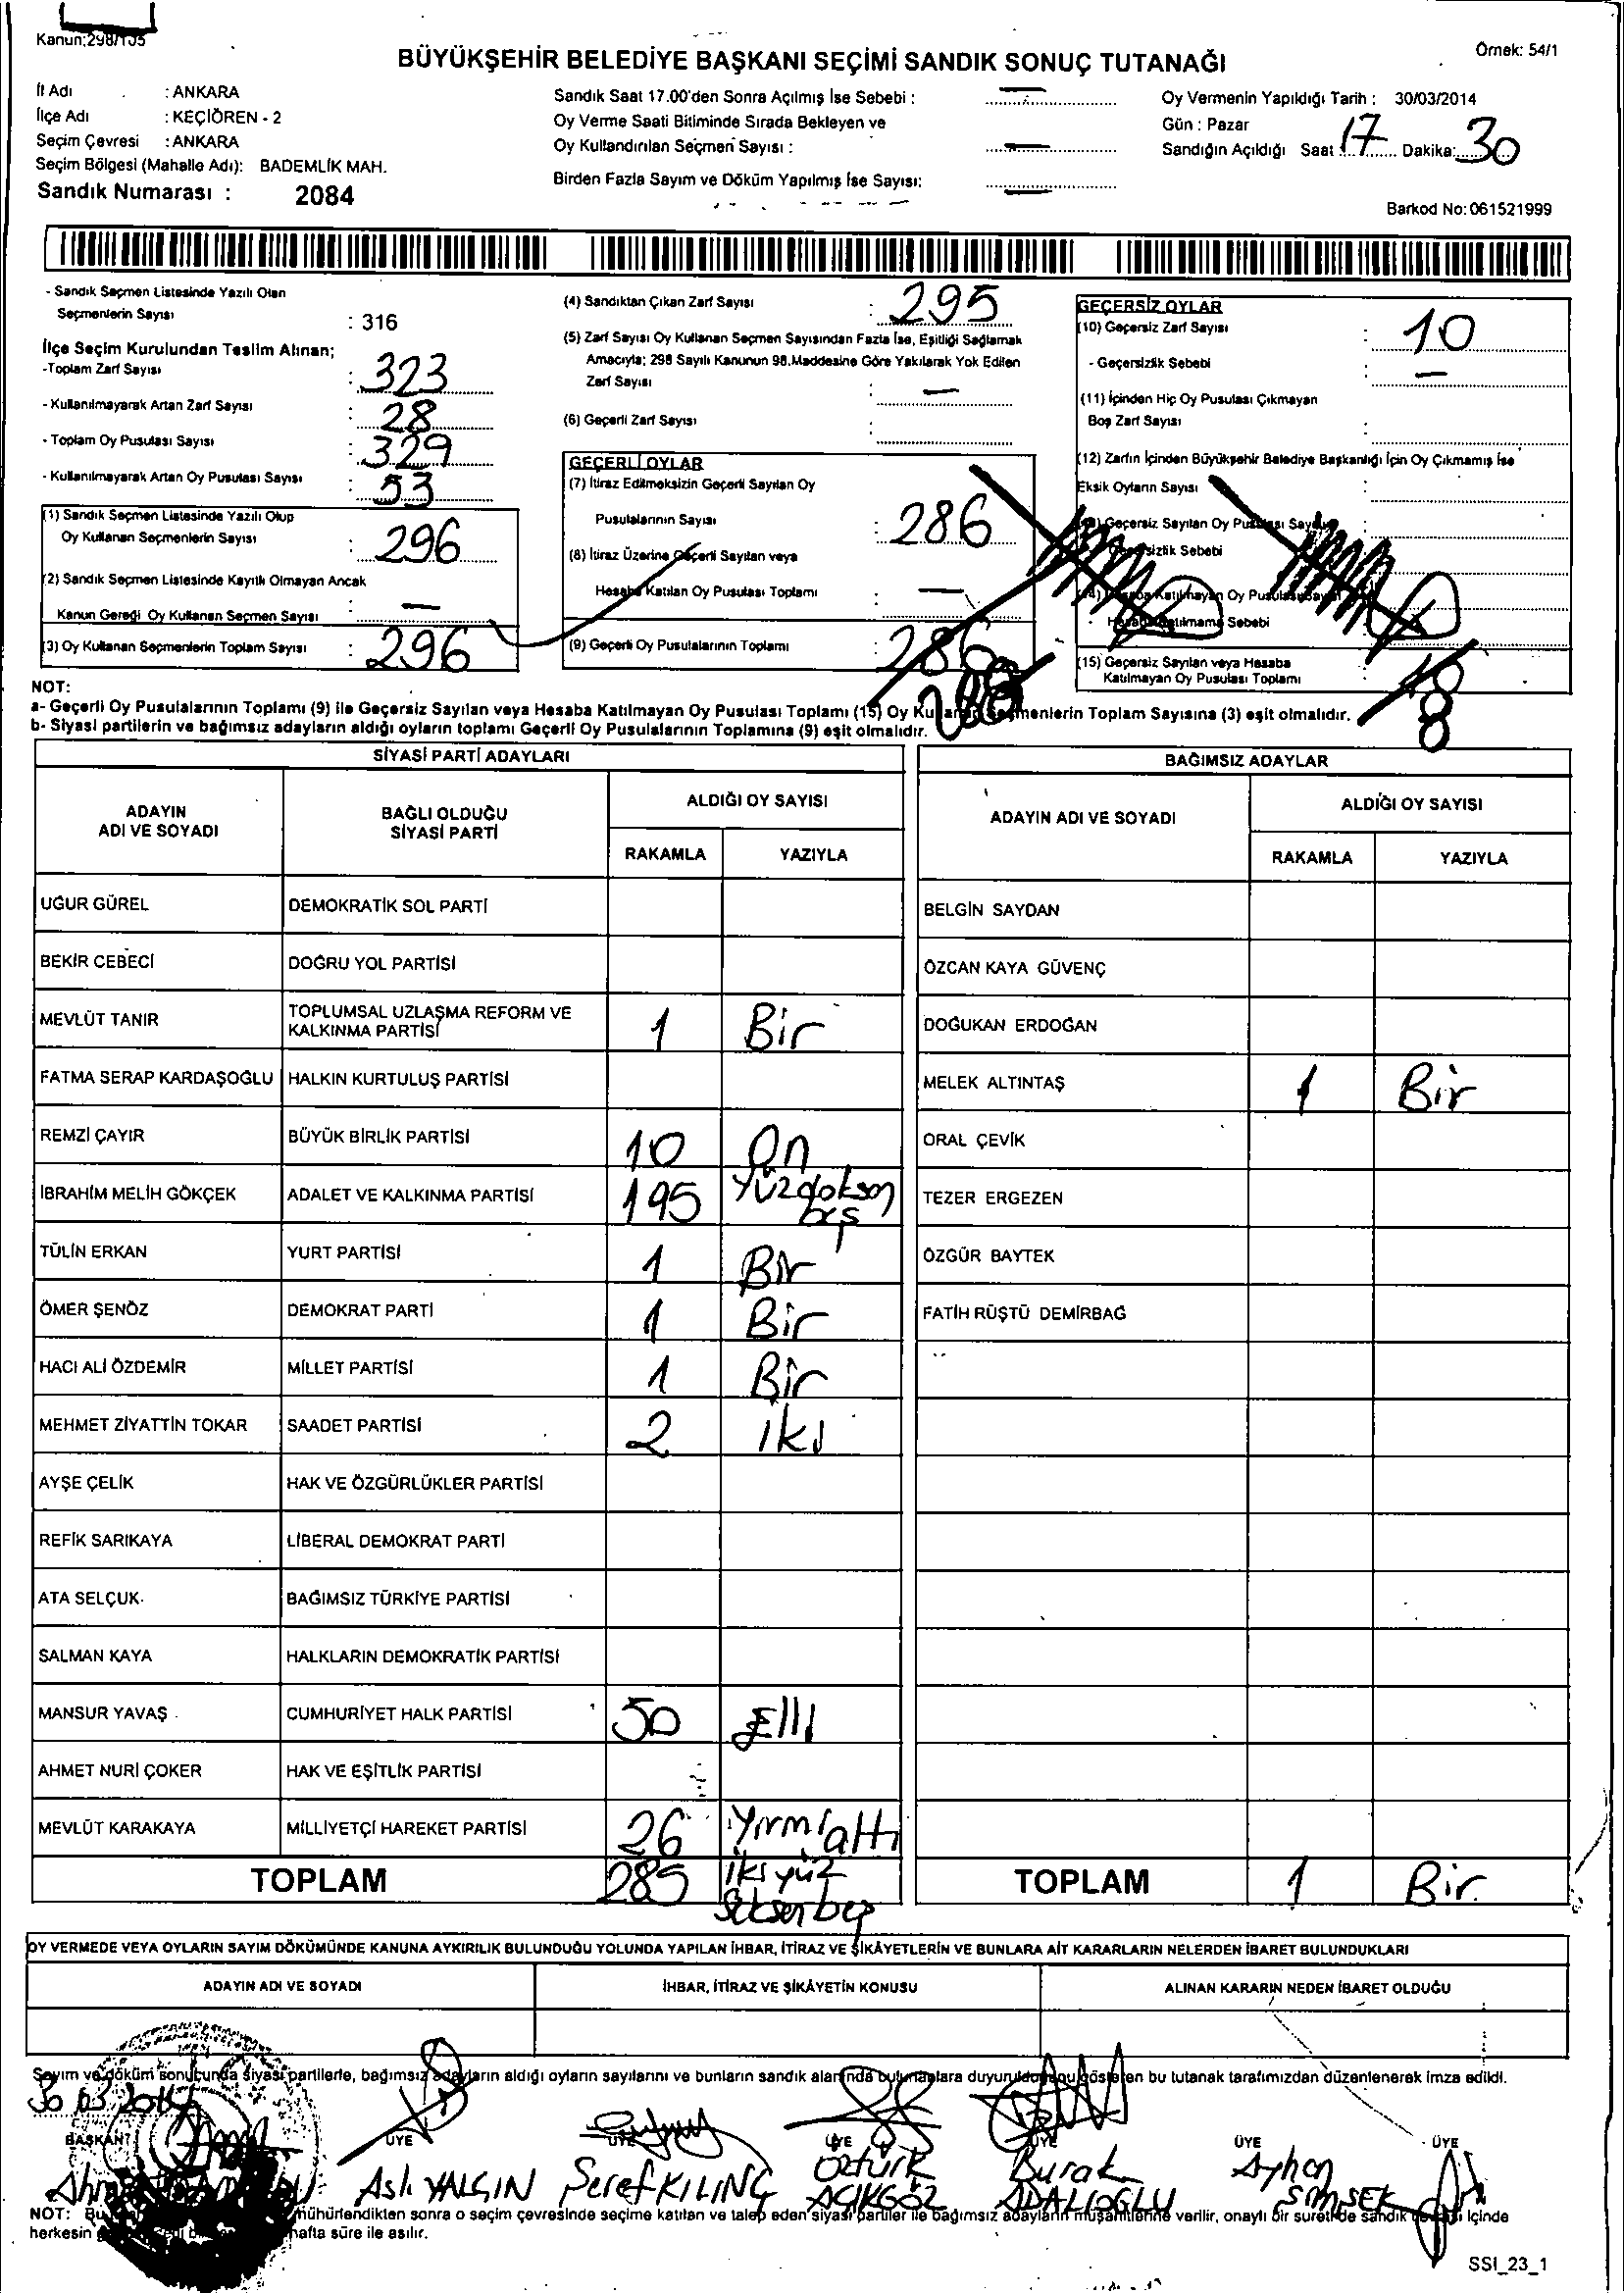 Kanun:298/105
Örnek: 54/1
BÜYÜKŞEHİR BELEDİYE BAŞKANI SEÇİMİ SANDIK SONUÇ TUTANAĞI
İl Adı : ANKARA
İlçe Adı : KEÇİÖREN - 2
Seçim Çevresi : ANKARA
Seçim Bölgesi (Mahalle Adı): BADEMLİK MAH.
Sandık Numarası : 2084
Sandık Saat 17.00'den Sonra Açılmış İse Sebebi : —
Oy Verme Saati Bitiminde Sırada Bekleyen ve
Oy Kullandırılan Seçmen Sayısı : —
Birden Fazla Sayım ve Döküm Yapılmış İse Sayısı: —
Oy Vermenin Yapıldığı Tarih : 30/03/2014
Gün : Pazar
Sandığın Açıldığı Saat : 17 Dakika: 30
Barkod No: 061521999
- Sandık Seçmen Listesinde Yazılı Olan
Seçmenlerin Sayısı : 316
İlçe Seçim Kurulundan Teslim Alınan;
-Toplam Zarf Sayısı : 323
- Kullanılmayarak Artan Zarf Sayısı : 28
- Toplam Oy Pusulası Sayısı : 329
- Kullanılmayarak Artan Oy Pusulası Sayısı : 53
(1) Sandık Seçmen Listesinde Yazılı Olup
Oy Kullanan Seçmenlerin Sayısı : 296
(2) Sandık Seçmen Listesinde Kayıtlı Olmayan Ancak
Kanun Gereği Oy Kullanan Seçmen Sayısı : —
(3) Oy Kullanan Seçmenlerin Toplam Sayısı : 296
(4) Sandıktan Çıkan Zarf Sayısı : 295
(5) Zarf Sayısı Oy Kullanan Seçmen Sayısından Fazla İse, Eşitliği Sağlamak
Amacıyla; 298 Sayılı Kanunun 98.Maddesine Göre Yakılarak Yok Edilen
Zarf Sayısı : —
(6) Geçerli Zarf Sayısı :
GEÇERLİ OYLAR
(7) İtiraz Edilmeksizin Geçerli Sayılan Oy
Pusulalarının Sayısı : 286
(8) İtiraz Üzerine Geçerli Sayılan veya
Hesaba Katılan Oy Pusulası Toplamı : —
(9) Geçerli Oy Pusulalarının Toplamı : 286
GEÇERSİZ OYLAR
(10) Geçersiz Zarf Sayısı : 10
- Geçersizlik Sebebi : —
(11) İçinden Hiç Oy Pusulası Çıkmayan
Boş Zarf Sayısı :
(12) Zarfın İçinden Büyükşehir Belediye Başkanlığı İçin Oy Çıkmamış İse
Eksik Oyların Sayısı :
Geçersiz Sayılan Oy Pusulası Sayısı
Geçersizlik Sebebi
(14) Hesaba Katılmayan Oy Pusulası Sayısı
- Hesaba Katılmama Sebebi
(15) Geçersiz Sayılan veya Hesaba
Katılmayan Oy Pusulası Toplamı :
NOT:
a- Geçerli Oy Pusulalarının Toplamı (9) ile Geçersiz Sayılan veya Hesaba Katılmayan Oy Pusulası Toplamı (15) Oy Kullanan Seçmenlerin Toplam Sayısına (3) eşit olmalıdır.
b- Siyasi partilerin ve bağımsız adayların aldığı oyların toplamı Geçerli Oy Pusulalarının Toplamına (9) eşit olmalıdır.
SİYASİ PARTİ ADAYLARI
ADAYIN ADI VE SOYADI BAĞLI OLDUĞU SİYASİ PARTİ ALDIĞI OY SAYISI
RAKAMLA YAZIYLA
UĞUR GÜREL DEMOKRATİK SOL PARTİ
BEKİR CEBECİ DOĞRU YOL PARTİSİ
MEVLÜT TANIR TOPLUMSAL UZLAŞMA REFORM VE KALKINMA PARTİSİ 1 Bir
FATMA SERAP KARDAŞOĞLU HALKIN KURTULUŞ PARTİSİ
REMZİ ÇAYIR BÜYÜK BİRLİK PARTİSİ 10 On
İBRAHİM MELİH GÖKÇEK ADALET VE KALKINMA PARTİSİ 195 Yüzdoksan beş
TÜLİN ERKAN YURT PARTİSİ 1 Bir
ÖMER ŞENÖZ DEMOKRAT PARTİ 1 Bir
HACI ALİ ÖZDEMİR MİLLET PARTİSİ 1 Bir
MEHMET ZİYATTİN TOKAR SAADET PARTİSİ 2 iki
AYŞE ÇELİK HAK VE ÖZGÜRLÜKLER PARTİSİ
REFİK SARIKAYA LİBERAL DEMOKRAT PARTİ
ATA SELÇUK BAĞIMSIZ TÜRKİYE PARTİSİ
SALMAN KAYA HALKLARIN DEMOKRATİK PARTİSİ
MANSUR YAVAŞ CUMHURİYET HALK PARTİSİ 50 Elli
AHMET NURİ ÇOKER HAK VE EŞİTLİK PARTİSİ
MEVLÜT KARAKAYA MİLLİYETÇİ HAREKET PARTİSİ 26 Yirmi altı
TOPLAM 285 iki yüz Seksen beş
BAĞIMSIZ ADAYLAR
ADAYIN ADI VE SOYADI ALDIĞI OY SAYISI
RAKAMLA YAZIYLA
BELGİN SAYDAN
ÖZCAN KAYA GÜVENÇ
DOĞUKAN ERDOĞAN
MELEK ALTINTAŞ 1 Bir
ORAL ÇEVİK
TEZER ERGEZEN
ÖZGÜR BAYTEK
FATİH RÜŞTÜ DEMİRBAĞ
TOPLAM 1 Bir
OY VERMEDE VEYA OYLARIN SAYIM DÖKÜMÜNDE KANUNA AYKIRILIK BULUNDUĞU YOLUNDA YAPILAN İHBAR, İTİRAZ VE ŞİKÂYETLERİN VE BUNLARA AİT KARARLARIN NELERDEN İBARET BULUNDUKLARI
ADAYIN ADI VE SOYADI İHBAR, İTİRAZ VE ŞİKÂYETİN KONUSU ALINAN KARARIN NEDEN İBARET OLDUĞU
Sayım ve döküm sonucunda siyasi partilerle, bağımsız adayların aldığı oyların sayılarını ve bunların sandık alanında bulunanlara duyurulduğunu gösteren bu tutanak tarafımızdan düzenlenerek imza edildi.
30 03 2014
BAŞKAN ÜYE ÜYE ÜYE ÜYE ÜYE ÜYE
Aslı YALÇIN Şeref KILINÇ Öztürk AÇIKGÖZ Burak ADALIOĞLU Ayhan ŞİMŞEK
NOT: mühürlendikten sonra o seçim çevresinde seçime katılan ve talep eden siyasi partiler ile bağımsız adayların müşahitlerine verilir, onaylı bir sureti de sandık içinde
herkesin hafta süre ile asılır.
SSI_23_1